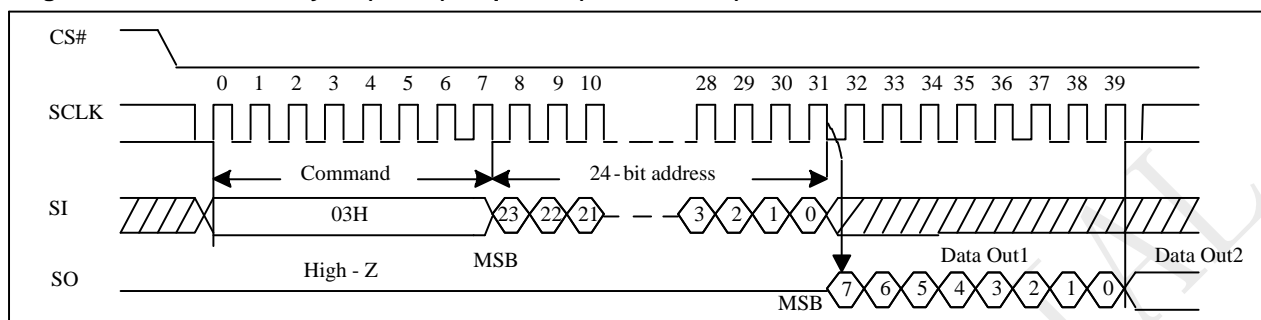 CS#
0 1 2 3 4 5 6 7 8 9 10 28 29 30 31 32 33 34 35 36 37 38 39
SCLK
Command 24-bit address
SI 03H 23 22 21 3 2 1 0
High - Z MSB Data Out1 Data Out2
SO MSB 7 6 5 4 3 2 1 0